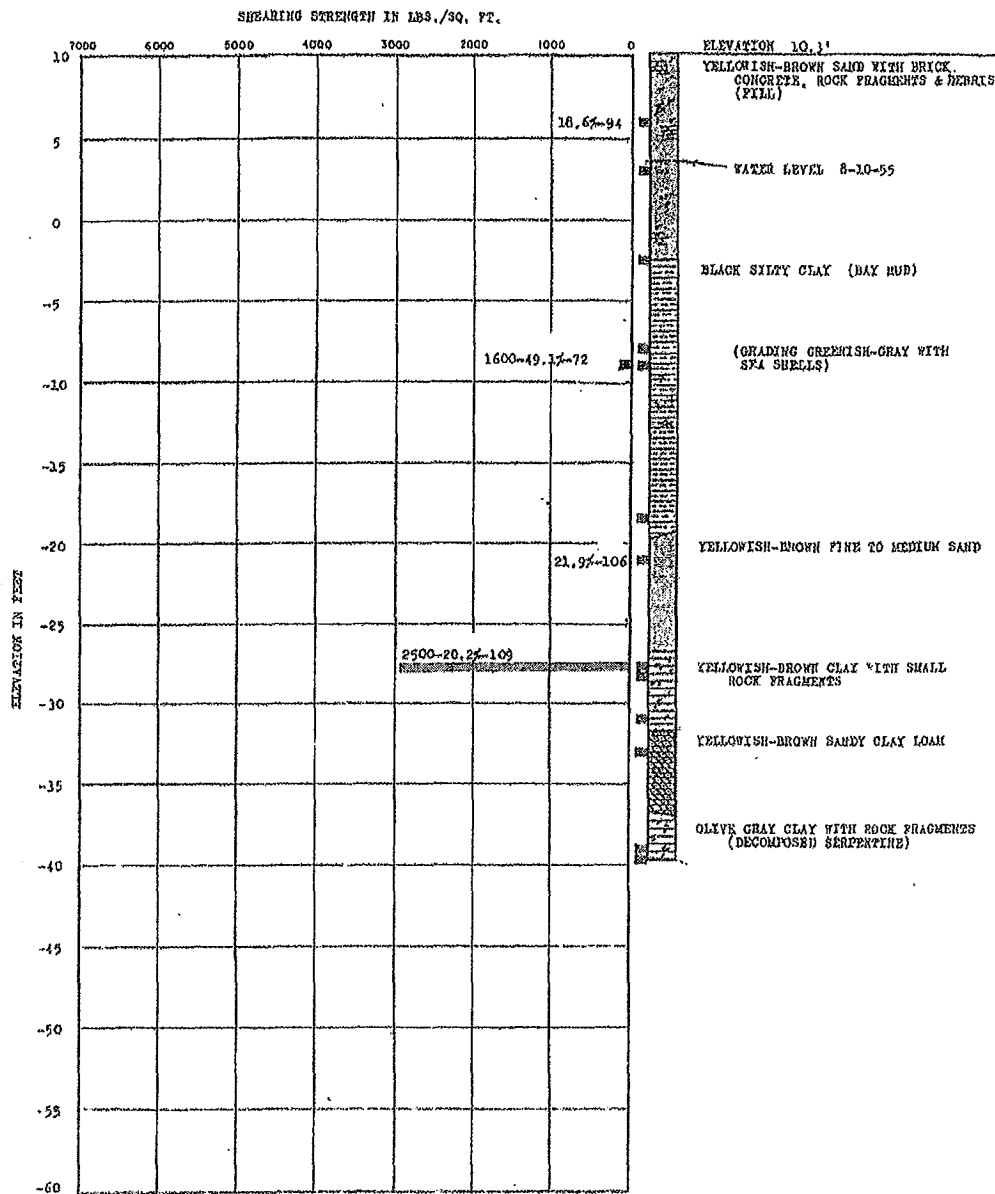 SHEARING STRENGTH IN LBS./SQ. FT.
7000 6000 5000 4000 3000 2000 1000 0
ELEVATION 10.1'
10
YELLOWISH-BROWN SAND WITH BRICK,
CONCRETE, ROCK FRAGMENTS & DEBRIS
(FILL)
18.6%-94
5
WATER LEVEL 8-10-55
0
BLACK SILTY CLAY (BAY MUD)
-5
(GRADING GREENISH-GRAY WITH
SEA SHELLS)
1600-49.1%-72
-10
-15
-20
YELLOWISH-BROWN FINE TO MEDIUM SAND
21.9%-106
ELEVATION IN FEET
-25
2500-20.2%-109
YELLOWISH-BROWN CLAY WITH SMALL
ROCK FRAGMENTS
-30
YELLOWISH-BROWN SANDY CLAY LOAM
-35
OLIVE GRAY CLAY WITH ROCK FRAGMENTS
(DECOMPOSED SERPENTINE)
-40
-45
-50
-55
-60